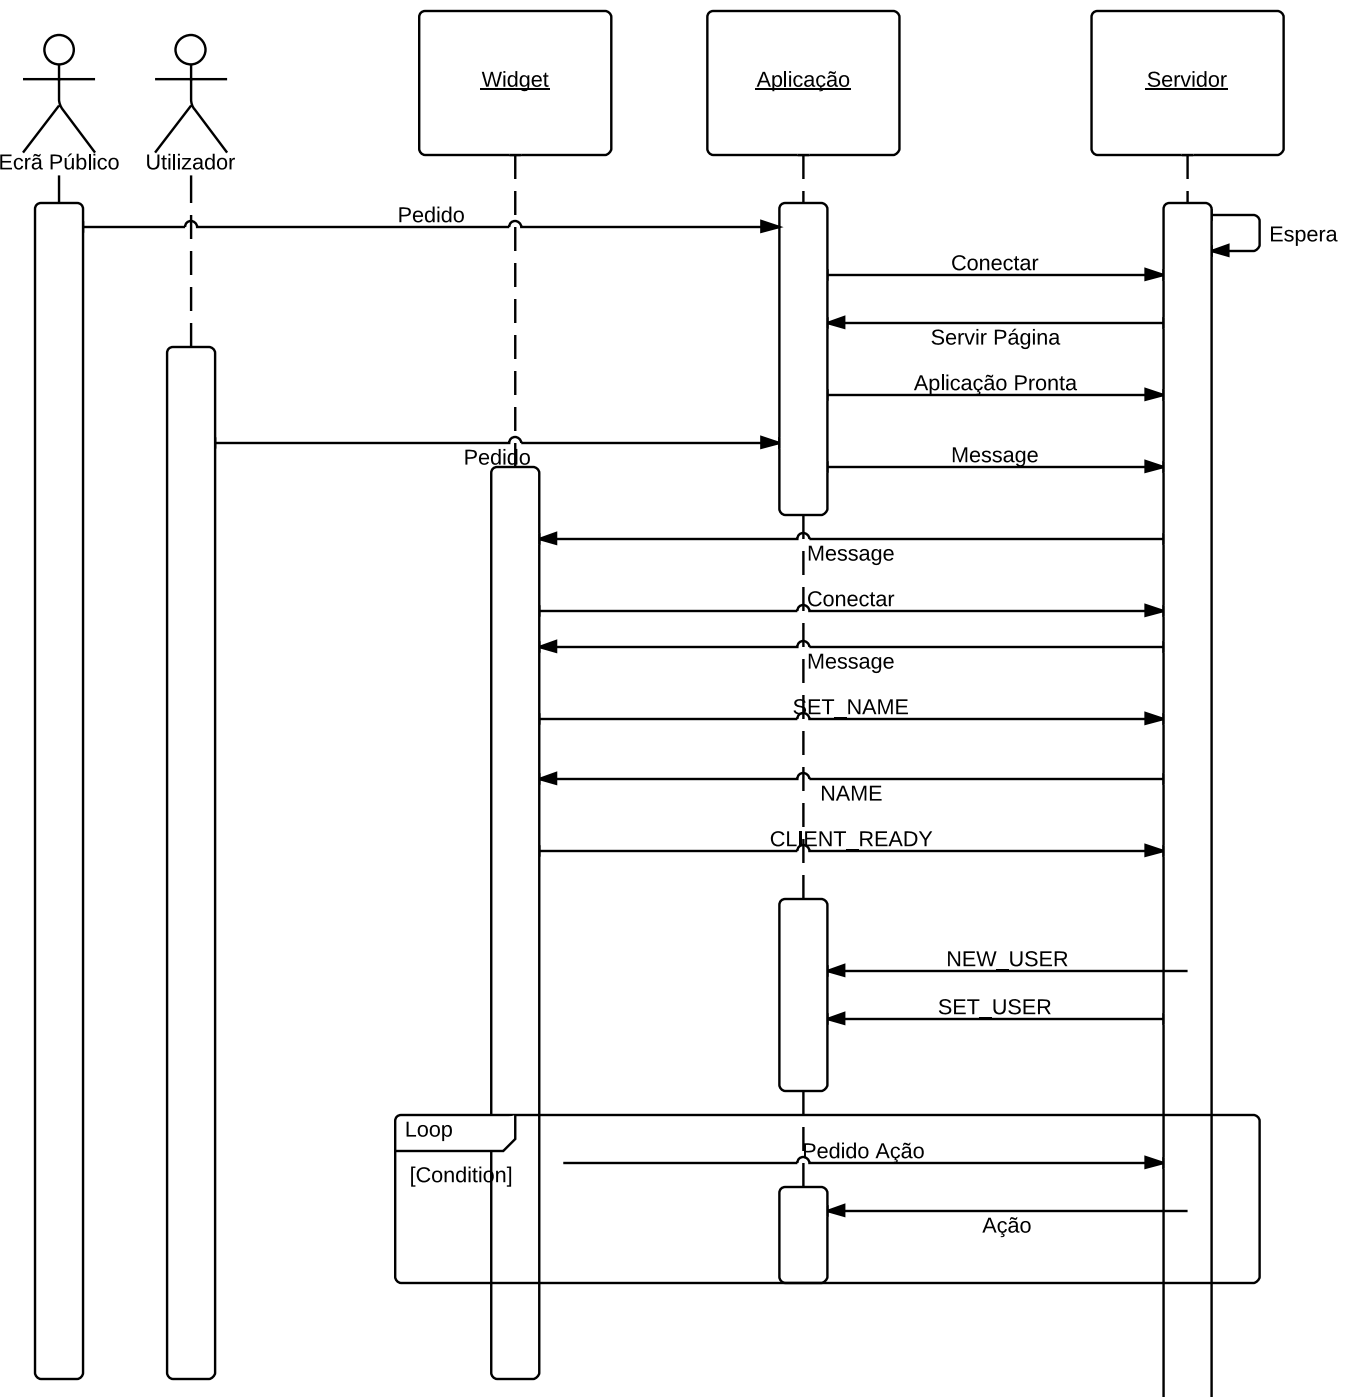 Widget
Aplicação
Servidor
Ecrã Público
Utilizador
Pedido
Espera
Conectar
Servir Página
Aplicação Pronta
Pedido
Message
Message
Conectar
Message
SET_NAME
NAME
CLIENT_READY
NEW_USER
SET_USER
Loop
Pedido Ação
[Condition]
Ação